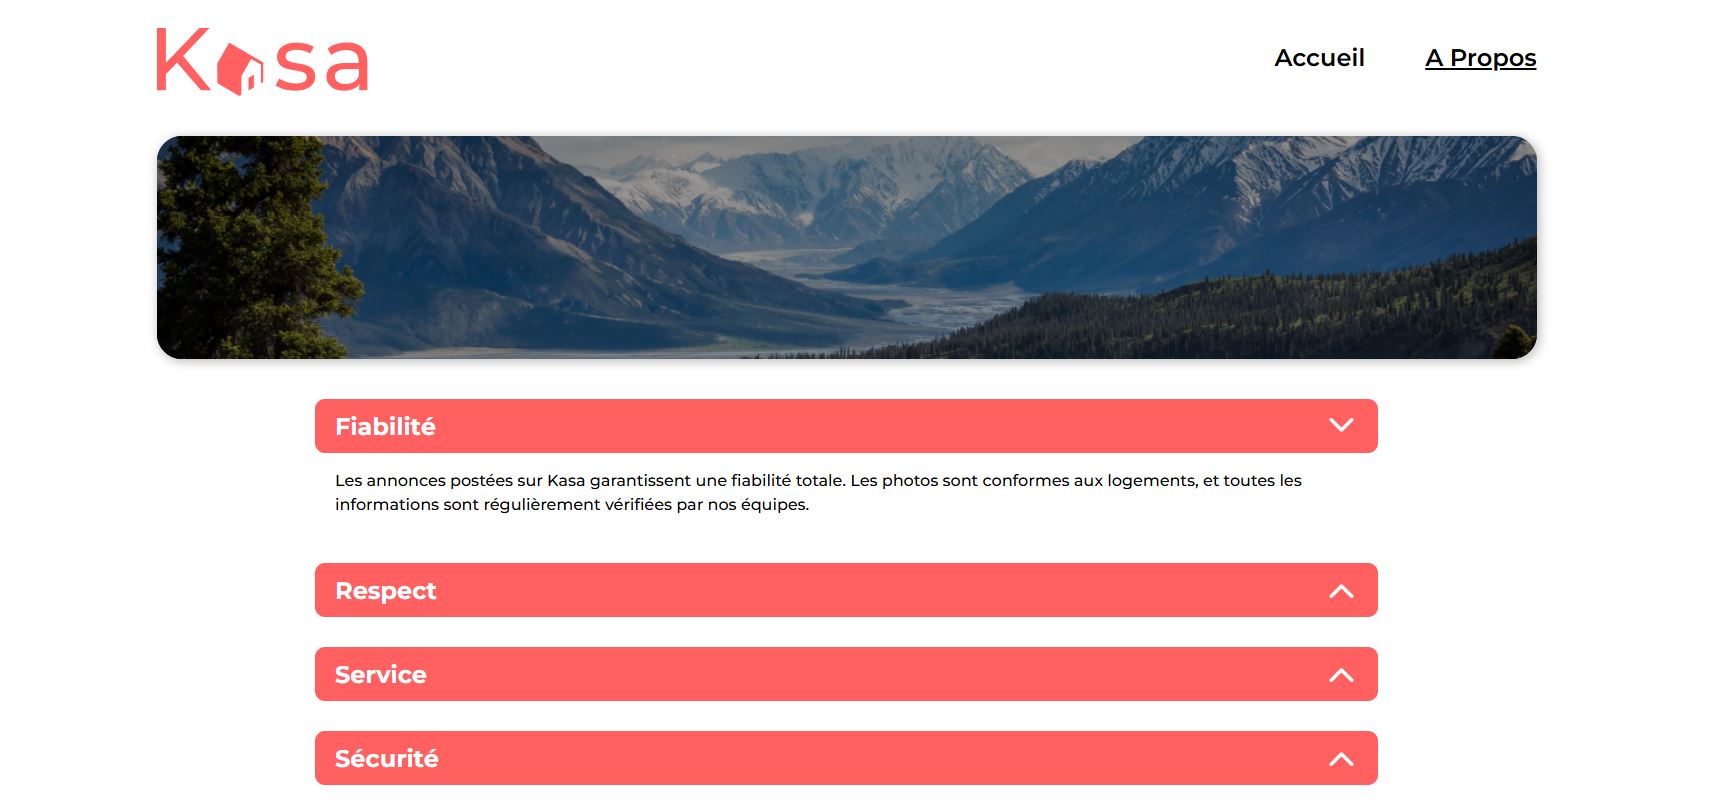 Kasa
Accueil
A Propos
Fiabilité
Les annonces postées sur Kasa garantissent une fiabilité totale. Les photos sont conformes aux logements, et toutes les
informations sont régulièrement vérifiées par nos équipes.
Respect
Service
Sécurité